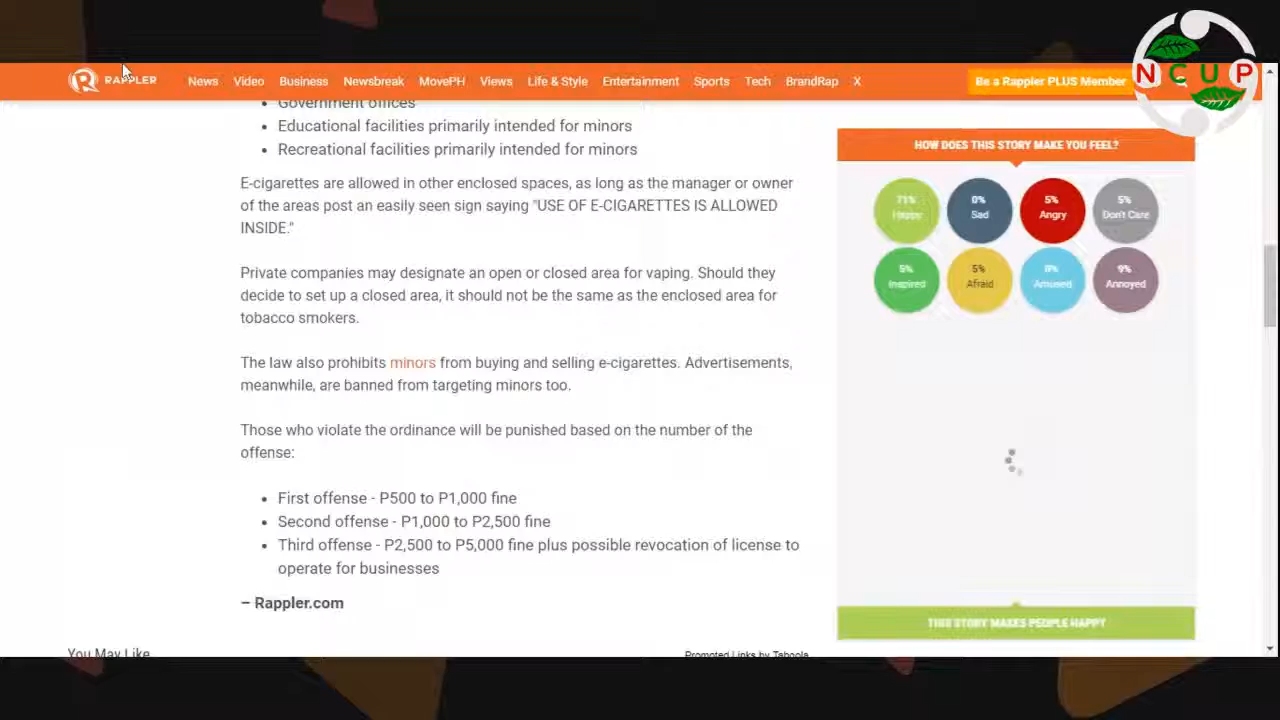 NCUP
RAPPLER
News Video Business Newsbreak MovePH Views Life & Style Entertainment Sports Tech BrandRap X
Be a Rappler PLUS Member
Government offices
Educational facilities primarily intended for minors
Recreational facilities primarily intended for minors
E-cigarettes are allowed in other enclosed spaces, as long as the manager or owner
of the areas post an easily seen sign saying "USE OF E-CIGARETTES IS ALLOWED
INSIDE."
Private companies may designate an open or closed area for vaping. Should they
decide to set up a closed area, it should not be the same as the enclosed area for
tobacco smokers.
The law also prohibits minors from buying and selling e-cigarettes. Advertisements,
meanwhile, are banned from targeting minors too.
Those who violate the ordinance will be punished based on the number of the
offense:
First offense - P500 to P1,000 fine
Second offense - P1,000 to P2,500 fine
Third offense - P2,500 to P5,000 fine plus possible revocation of license to
operate for businesses
– Rappler.com
You May Like
Promoted Links by Taboola
HOW DOES THIS STORY MAKE YOU FEEL?
71% Happy
0% Sad
5% Angry
5% Don't Care
5% Inspired
5% Afraid
Amused
9% Annoyed
THIS STORY MAKES PEOPLE HAPPY